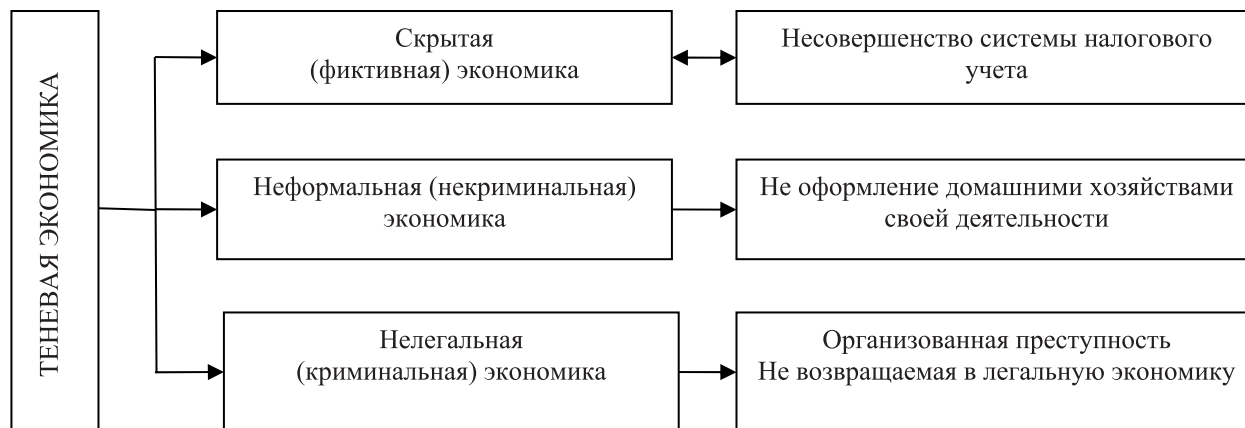 ТЕНЕВАЯ ЭКОНОМИКА
Скрытая
(фиктивная) экономика
Несовершенство системы налогового
учета
Неформальная (некриминальная)
экономика
Не оформление домашними хозяйствами
своей деятельности
Нелегальная
(криминальная) экономика
Организованная преступность
Не возвращаемая в легальную экономику